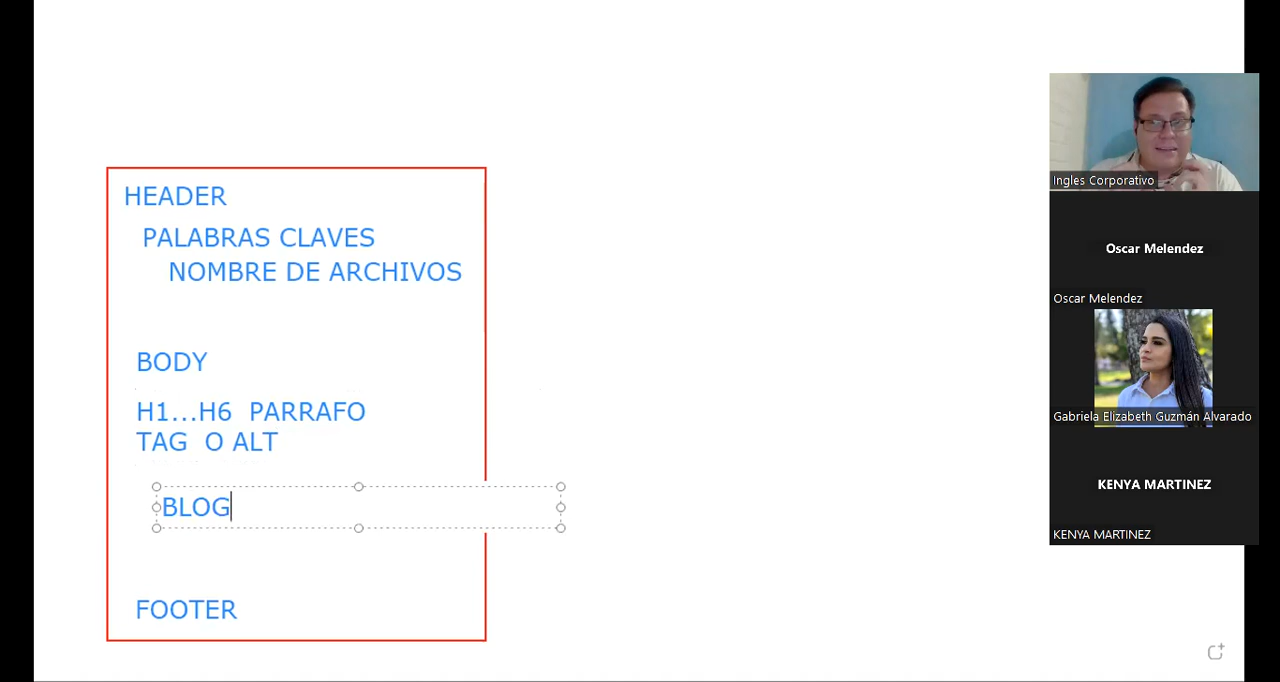 HEADER
PALABRAS CLAVES
NOMBRE DE ARCHIVOS
BODY
H1...H6 PARRAFO
TAG O ALT
BLOG
FOOTER
Ingles Corporativo
Oscar Melendez
Oscar Melendez
Gabriela Elizabeth Guzmán Alvarado
KENYA MARTINEZ
KENYA MARTINEZ